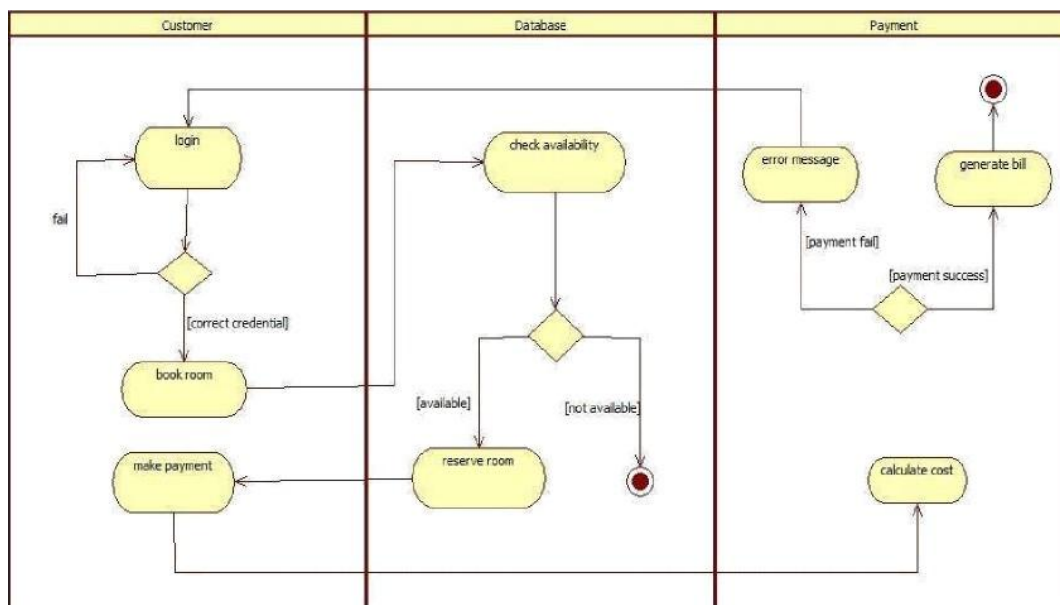 Customer
Database
Payment
login
check availability
error message
generate bill
fail
[payment fail]
[payment success]
[correct credential]
book room
[available]
[not available]
make payment
reserve room
calculate cost